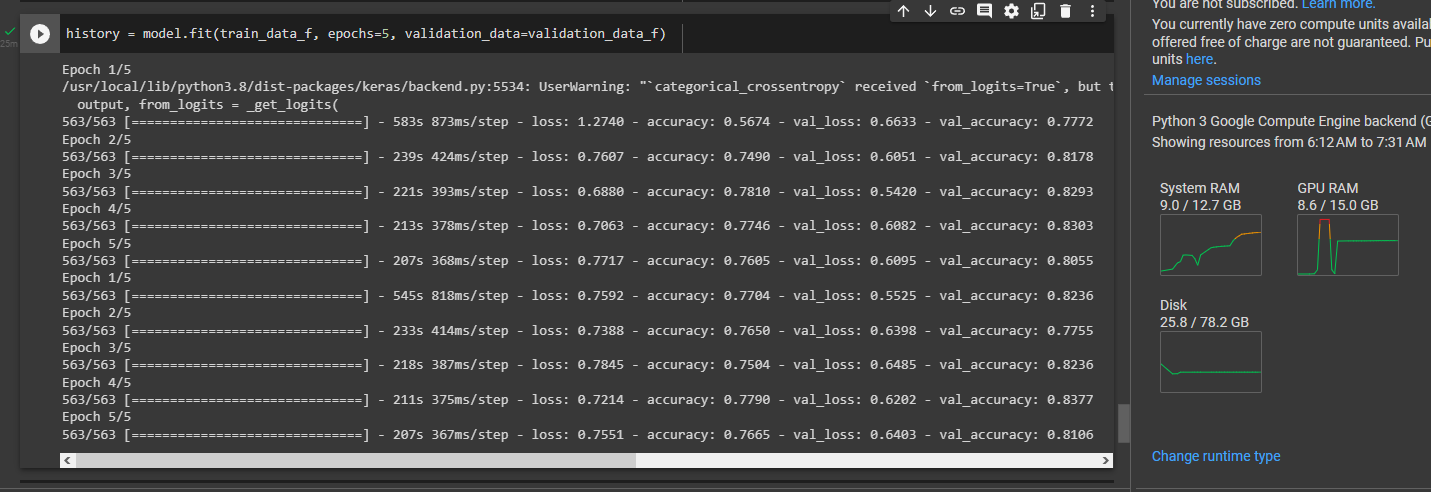 history = model.fit(train_data_f, epochs=5, validation_data=validation_data_f)
25m
Epoch 1/5
/usr/local/lib/python3.8/dist-packages/keras/backend.py:5534: UserWarning: "`categorical_crossentropy` received `from_logits=True`, but t
output, from_logits = _get_logits(
563/563 [==============================] - 583s 873ms/step - loss: 1.2740 - accuracy: 0.5674 - val_loss: 0.6633 - val_accuracy: 0.7772
Epoch 2/5
563/563 [==============================] - 239s 424ms/step - loss: 0.7607 - accuracy: 0.7490 - val_loss: 0.6051 - val_accuracy: 0.8178
Epoch 3/5
563/563 [==============================] - 221s 393ms/step - loss: 0.6880 - accuracy: 0.7810 - val_loss: 0.5420 - val_accuracy: 0.8293
Epoch 4/5
563/563 [==============================] - 213s 378ms/step - loss: 0.7063 - accuracy: 0.7746 - val_loss: 0.6082 - val_accuracy: 0.8303
Epoch 5/5
563/563 [==============================] - 207s 368ms/step - loss: 0.7717 - accuracy: 0.7605 - val_loss: 0.6095 - val_accuracy: 0.8055
Epoch 1/5
563/563 [==============================] - 545s 818ms/step - loss: 0.7592 - accuracy: 0.7704 - val_loss: 0.5525 - val_accuracy: 0.8236
Epoch 2/5
563/563 [==============================] - 233s 414ms/step - loss: 0.7388 - accuracy: 0.7650 - val_loss: 0.6398 - val_accuracy: 0.7755
Epoch 3/5
563/563 [==============================] - 218s 387ms/step - loss: 0.7845 - accuracy: 0.7504 - val_loss: 0.6485 - val_accuracy: 0.8236
Epoch 4/5
563/563 [==============================] - 211s 375ms/step - loss: 0.7214 - accuracy: 0.7790 - val_loss: 0.6202 - val_accuracy: 0.8377
Epoch 5/5
563/563 [==============================] - 207s 367ms/step - loss: 0.7551 - accuracy: 0.7665 - val_loss: 0.6403 - val_accuracy: 0.8106
You are not subscribed. Learn more.
You currently have zero compute units availa
offered free of charge are not guaranteed. Pu
units here.
Manage sessions
Python 3 Google Compute Engine backend (G
Showing resources from 6:12 AM to 7:31 AM
System RAM
9.0 / 12.7 GB
GPU RAM
8.6 / 15.0 GB
Disk
25.8 / 78.2 GB
Change runtime type